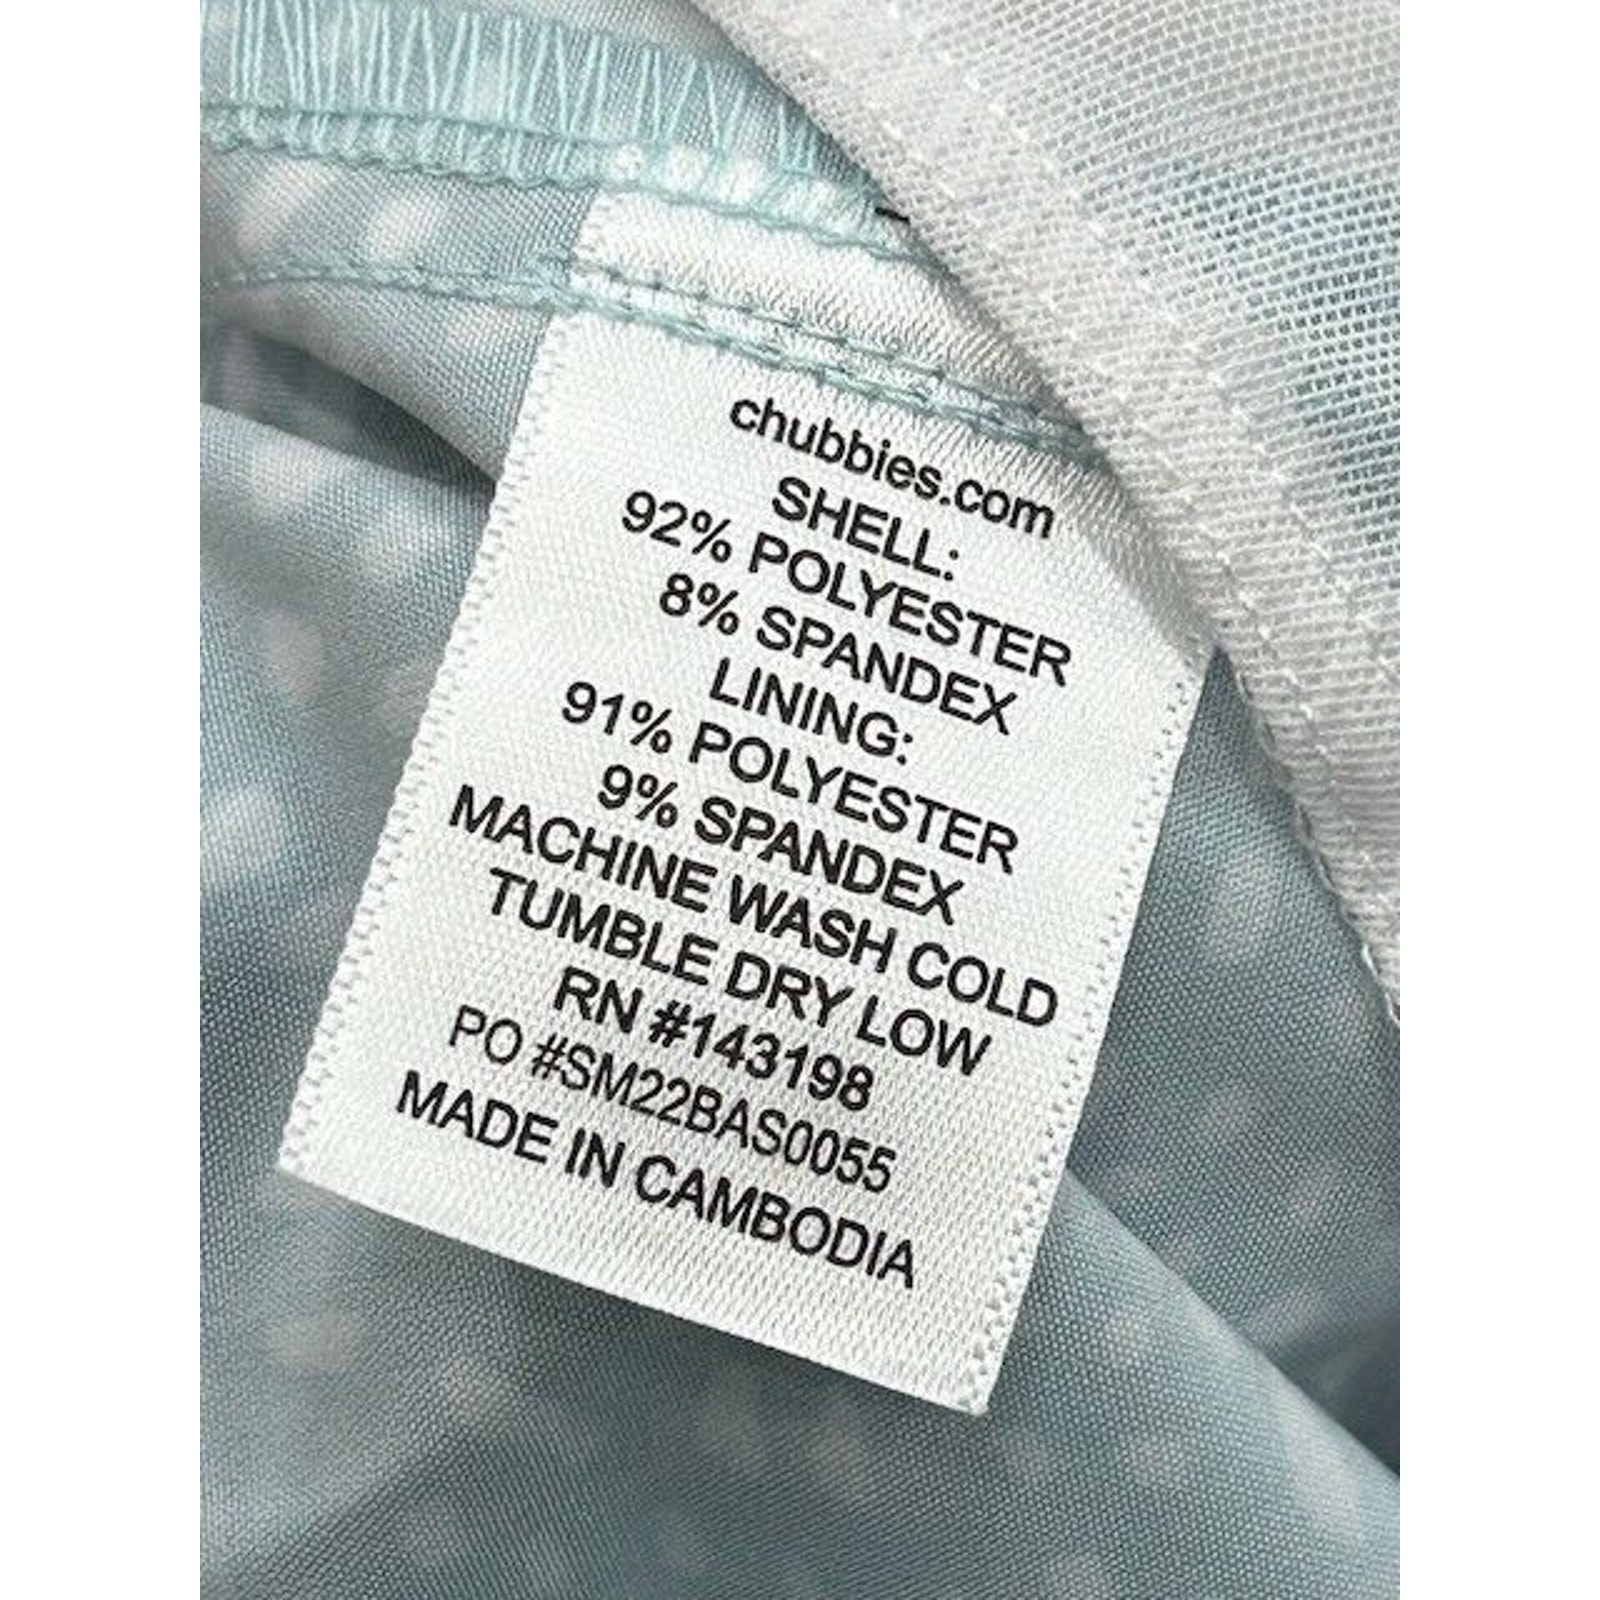 chubbies.com
SHELL:
92% POLYESTER
8% SPANDEX
LINING:
91% POLYESTER
9% SPANDEX
MACHINE WASH COLD
TUMBLE DRY LOW
RN #143198
PO #SM22BAS0055
MADE IN CAMBODIA